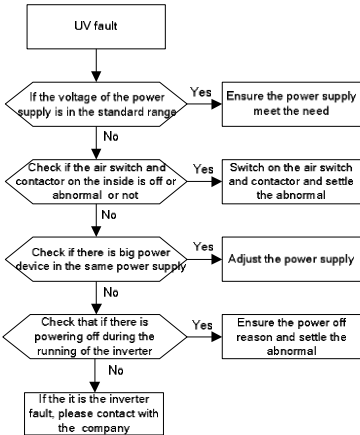 UV fault
If the voltage of the power
supply is in the standard range
Yes
Ensure the power supply
meet the need
No
Check if the air switch and
contactor on the inside is off or
abnormal or not
Yes
Switch on the air switch
and contactor and settle
the abnormal
No
Check if there is big power
device in the same power supply
Yes
Adjust the power supply
No
Check that if there is
powering off during the
running of the inverter
Yes
Ensure the power off
reason and settle the
abnormal
No
If the it is the inverter
fault, please contact with
the company